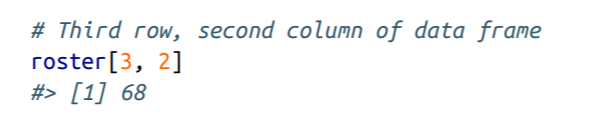 # Third row, second column of data frame
roster[3, 2]
#> [1] 68